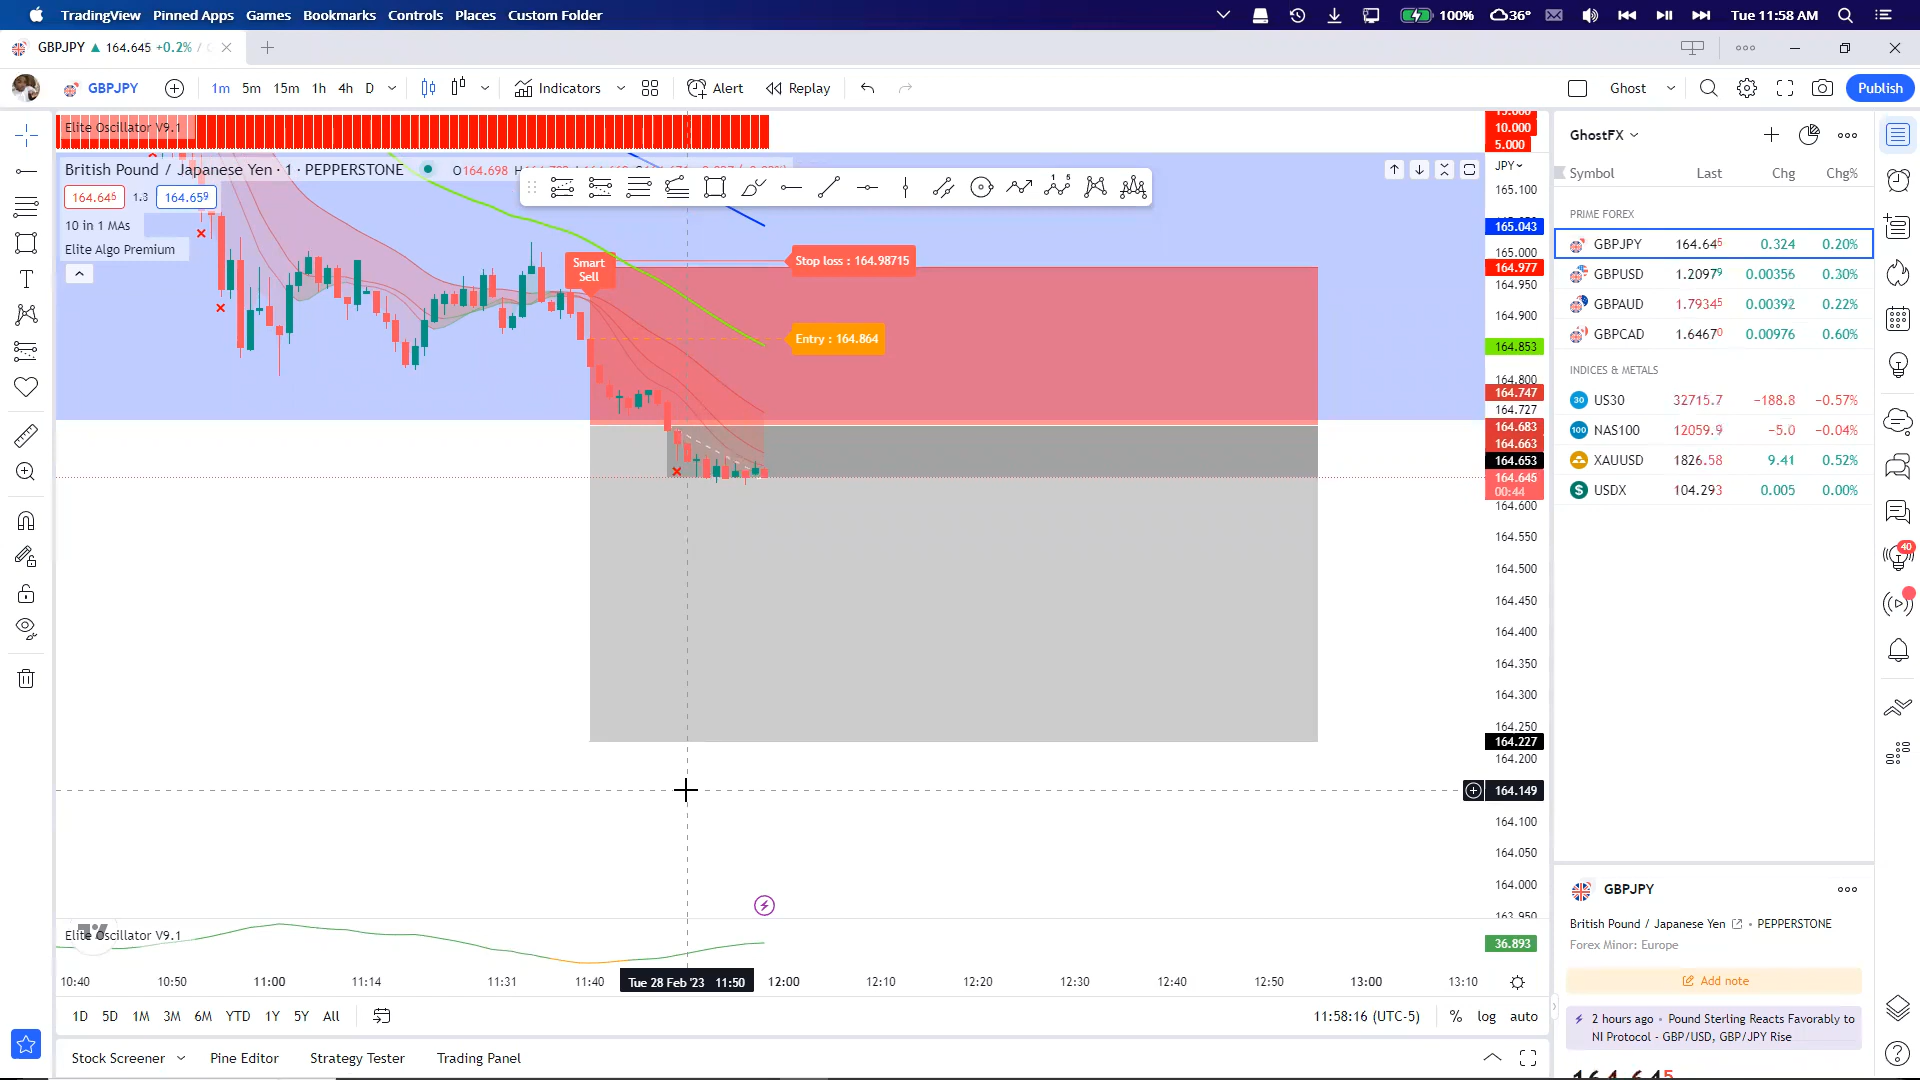 TradingView Pinned Apps Games Bookmarks Controls Places Custom Folder
100% 36° Tue 11:58 AM
GBPJPY ▲ 164.645 +0.2% /
GBPJPY 1m 5m 15m 1h 4h D Indicators Alert Replay Ghost Publish
Elite Oscillator V9.1
British Pound / Japanese Yen · 1 · PEPPERSTONE O164.698
164.645 1.3 164.659
10 in 1 MAs
Elite Algo Premium
Smart
Sell
Stop loss : 164.98715
Entry : 164.864
10.000
5.000
JPY
165.100
165.043
165.000
164.977
164.950
164.900
164.853
164.800
164.747
164.727
164.683
164.663
164.653
164.645
00:44
164.600
164.550
164.500
164.450
164.400
164.350
164.300
164.250
164.227
164.200
164.149
164.100
164.050
164.000
163.950
Elite Oscillator V9.1
36.893
10:40 10:50 11:00 11:14 11:31 11:40 Tue 28 Feb '23 11:50 12:00 12:10 12:20 12:30 12:40 12:50 13:00 13:10
1D 5D 1M 3M 6M YTD 1Y 5Y All 11:58:16 (UTC-5) % log auto
Stock Screener Pine Editor Strategy Tester Trading Panel
GhostFX
Symbol Last Chg Chg%
PRIME FOREX
GBPJPY 164.645 0.324 0.20%
GBPUSD 1.20979 0.00356 0.30%
GBPAUD 1.79345 0.00392 0.22%
GBPCAD 1.64670 0.00976 0.60%
INDICES & METALS
30 US30 32715.7 −188.8 −0.57%
100 NAS100 12059.9 −5.0 −0.04%
XAUUSD 1826.58 9.41 0.52%
$ USDX 104.293 0.005 0.00%
40
GBPJPY
British Pound / Japanese Yen • PEPPERSTONE
Forex Minor: Europe
Add note
2 hours ago • Pound Sterling Reacts Favorably to
NI Protocol - GBP/USD, GBP/JPY Rise
164.645